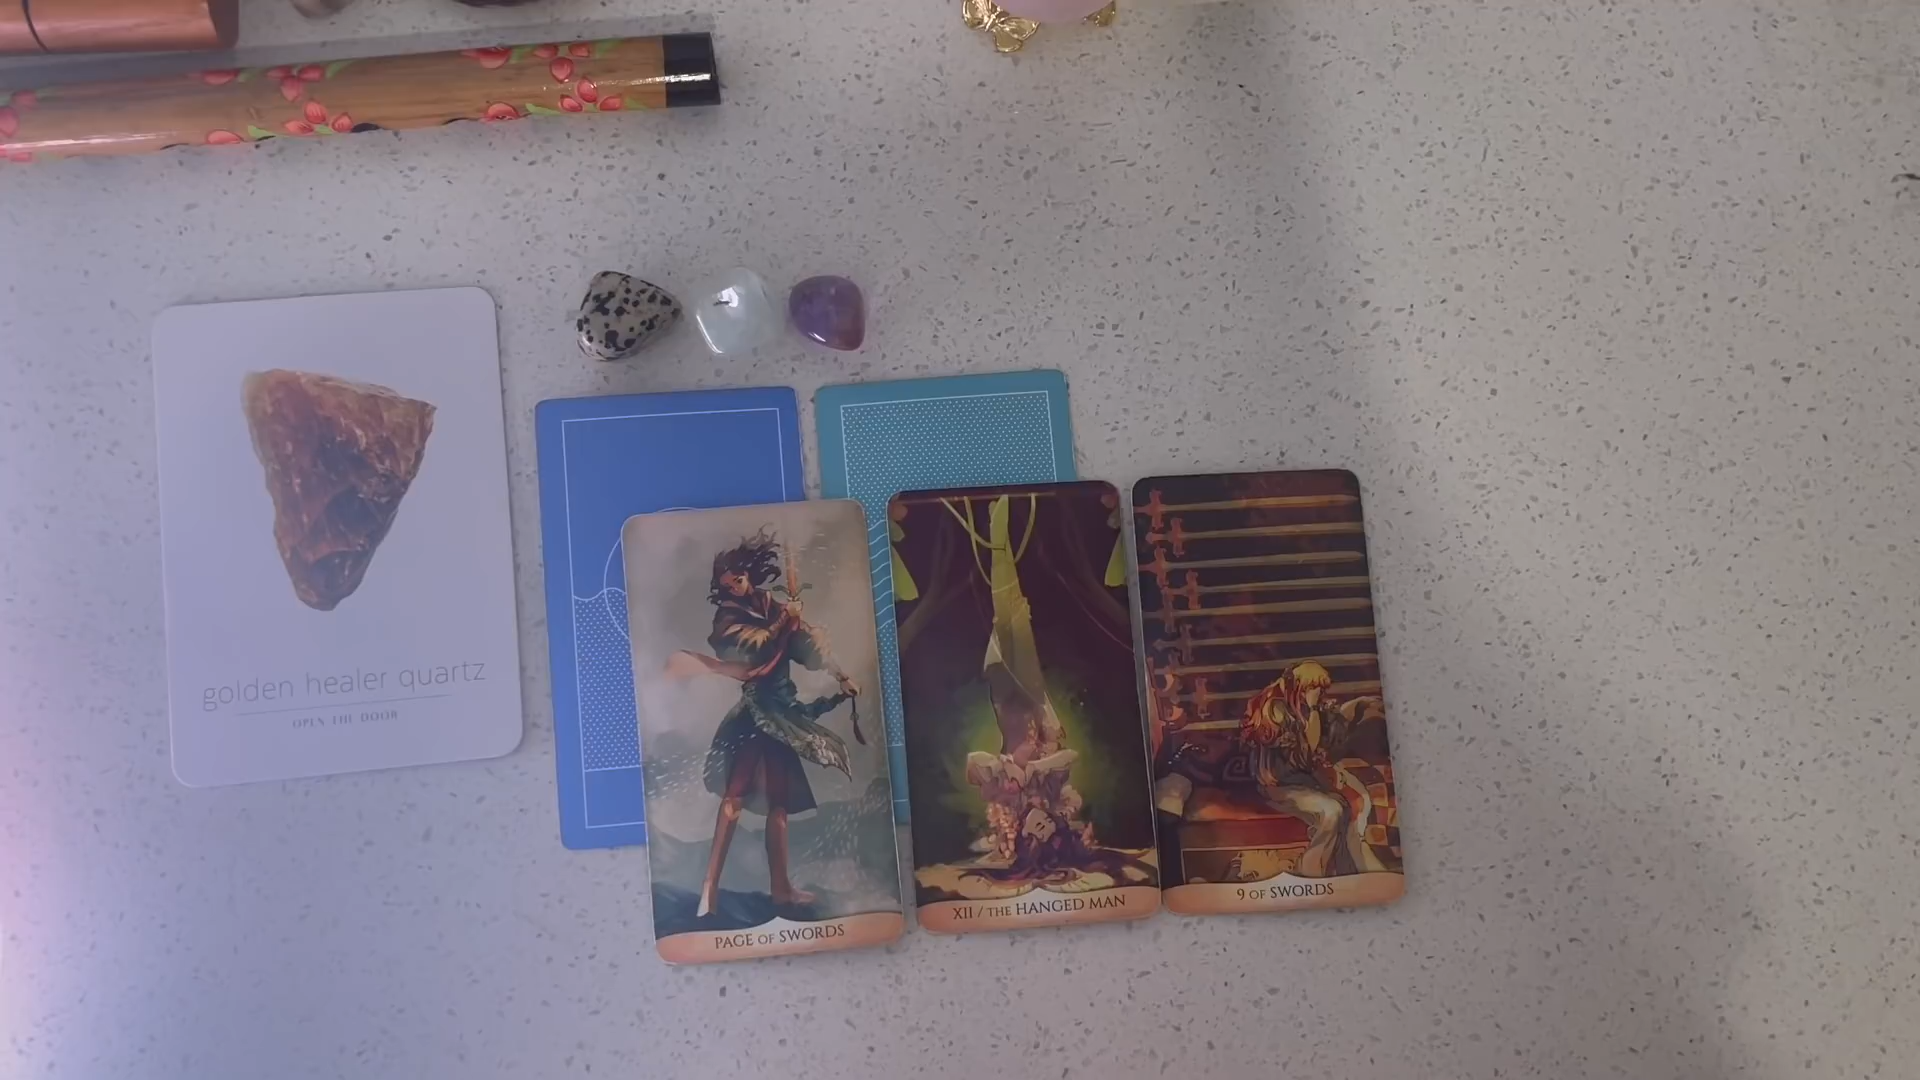 golden healer quartz
OPEN THE DOOR
PAGE OF SWORDS
XII / THE HANGED MAN
9 OF SWORDS